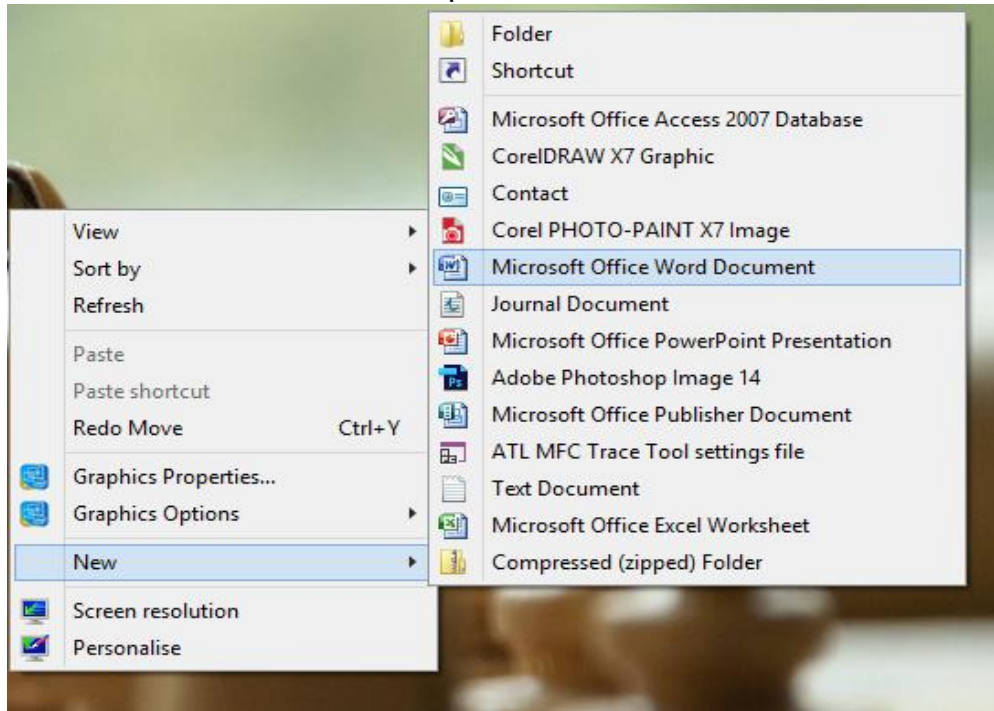 Folder
Shortcut
Microsoft Office Access 2007 Database
CorelDRAW X7 Graphic
Contact
Corel PHOTO-PAINT X7 Image
Microsoft Office Word Document
Journal Document
Microsoft Office PowerPoint Presentation
Adobe Photoshop Image 14
Microsoft Office Publisher Document
ATL MFC Trace Tool settings file
Text Document
Microsoft Office Excel Worksheet
Compressed (zipped) Folder
View
Sort by
Refresh
Paste
Paste shortcut
Redo Move Ctrl+Y
Graphics Properties...
Graphics Options
New
Screen resolution
Personalise